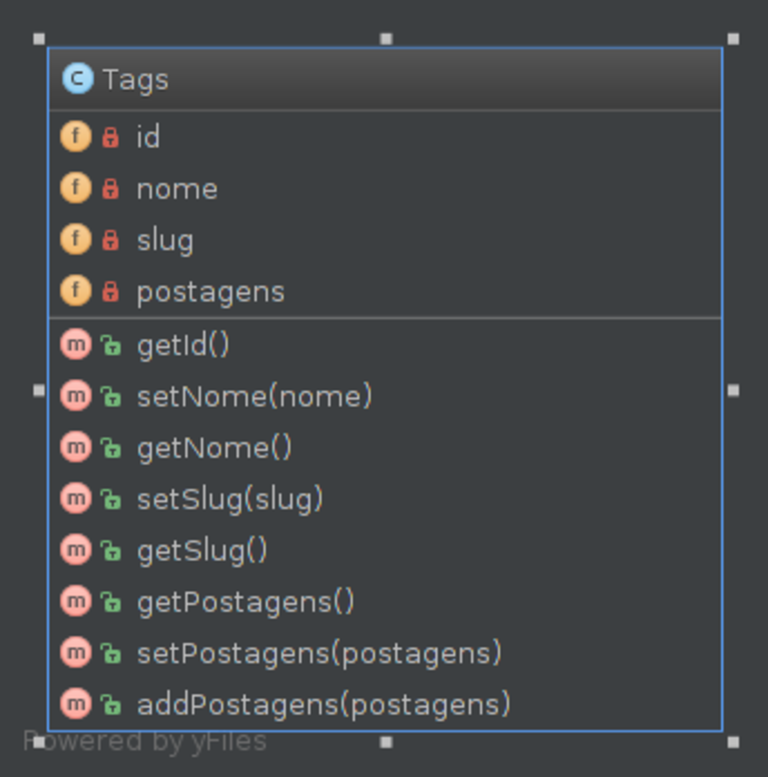 C Tags
f id
f nome
f slug
f postagens
m getId()
m setNome(nome)
m getNome()
m setSlug(slug)
m getSlug()
m getPostagens()
m setPostagens(postagens)
m addPostagens(postagens)
Powered by yFiles